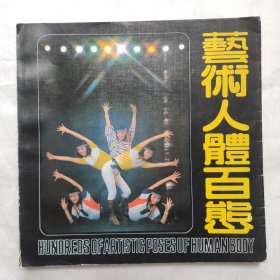 藝術人體百態
HUNDREDS OF ARTISTIC POSES OF HUMAN BODY